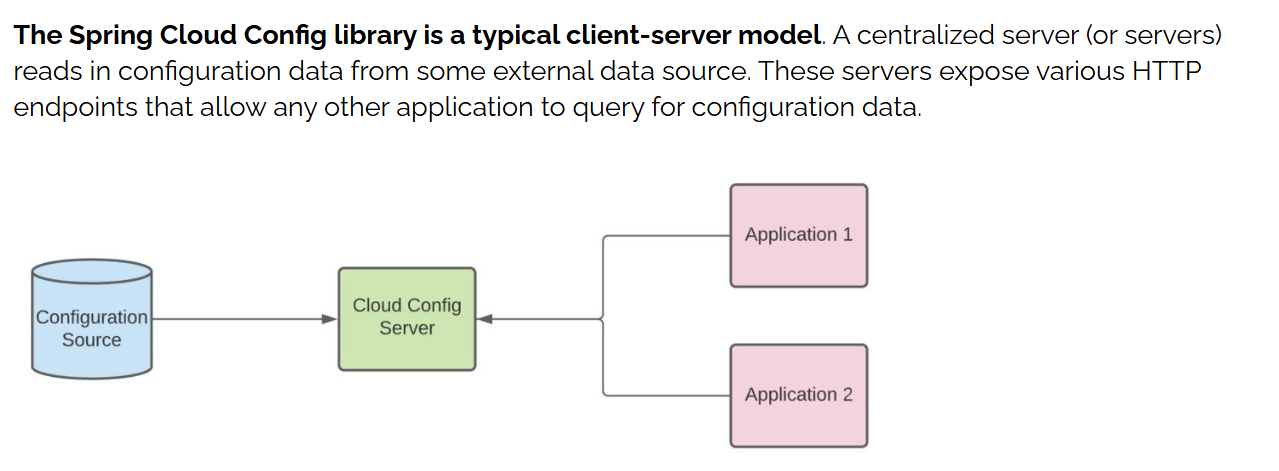 The Spring Cloud Config library is a typical client-server model. A centralized server (or servers)
reads in configuration data from some external data source. These servers expose various HTTP
endpoints that allow any other application to query for configuration data.
Application 1
Configuration
Source
Cloud Config
Server
Application 2